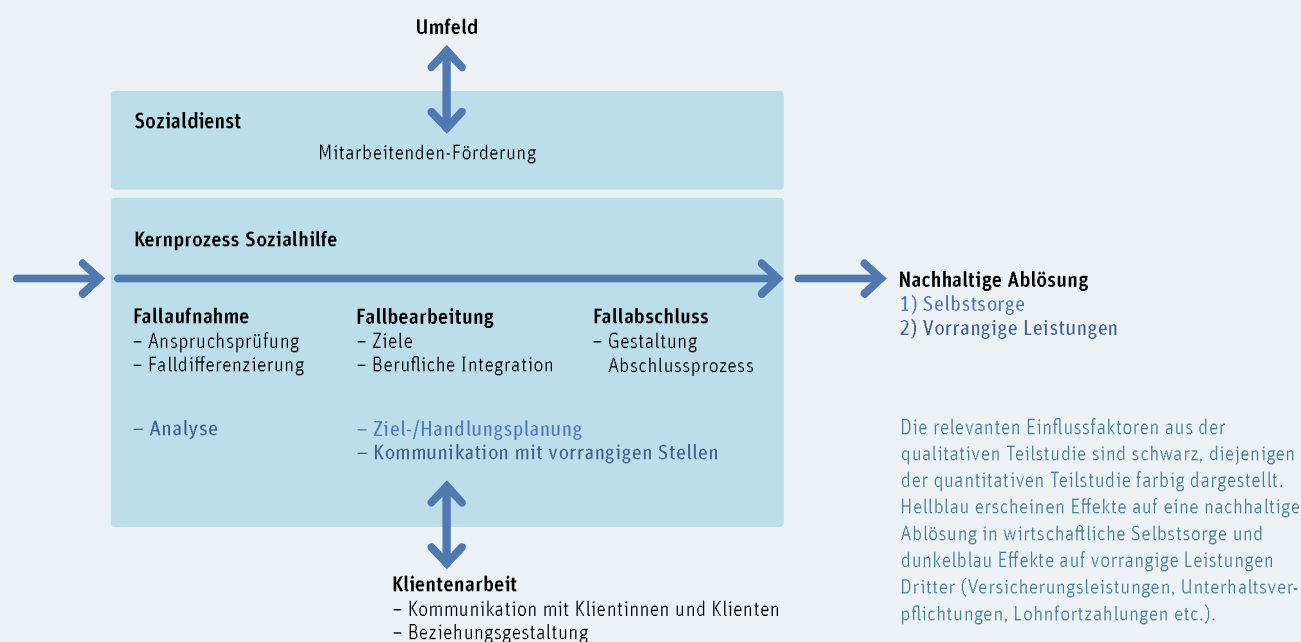 Umfeld
Sozialdienst
Mitarbeitenden-Förderung
Kernprozess Sozialhilfe
Fallaufnahme
– Anspruchsprüfung
– Falldifferenzierung
– Analyse
Fallbearbeitung
– Ziele
– Berufliche Integration
– Ziel-/Handlungsplanung
– Kommunikation mit vorrangigen Stellen
Fallabschluss
– Gestaltung
Abschlussprozess
Nachhaltige Ablösung
1) Selbstsorge
2) Vorrangige Leistungen
Klientenarbeit
– Kommunikation mit Klientinnen und Klienten
– Beziehungsgestaltung
Die relevanten Einflussfaktoren aus der
qualitativen Teilstudie sind schwarz, diejenigen
der quantitativen Teilstudie farbig dargestellt.
Hellblau erscheinen Effekte auf eine nachhaltige
Ablösung in wirtschaftliche Selbstsorge und
dunkelblau Effekte auf vorrangige Leistungen
Dritter (Versicherungsleistungen, Unterhaltsver-
pflichtungen, Lohnfortzahlungen etc.).